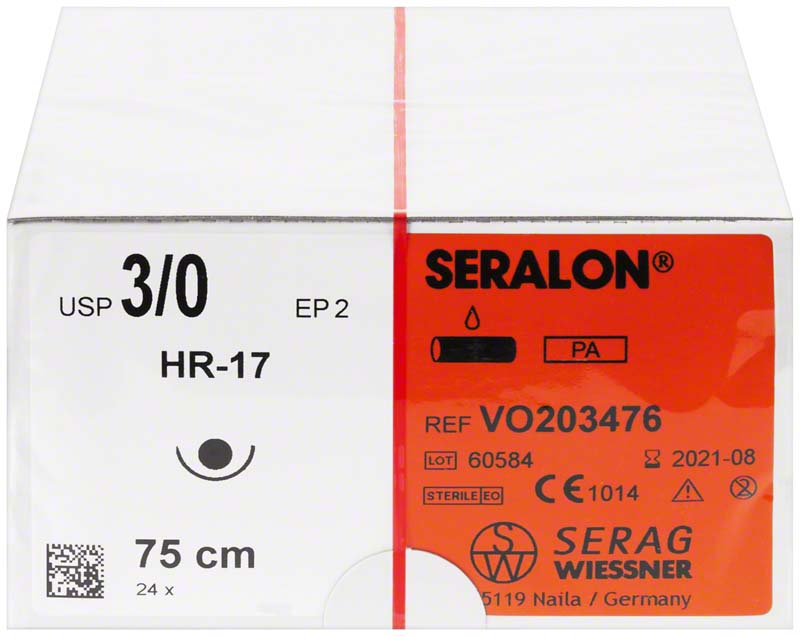 USP 3/0 EP 2
HR-17
75 cm
24 x
SERALON®
PA
REF VO203476
LOT 60584 2021-08
STERILE EO CE 1014
SW SERAG
WIESSNER
5119 Naila / Germany